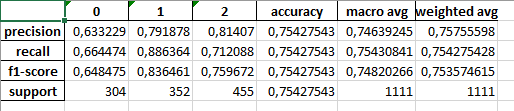 0 1 2 accuracy macro avg weighted avg
precision 0,633229 0,791878 0,81407 0,75427543 0,74639245 0,75755598
recall 0,664474 0,886364 0,712088 0,75427543 0,75430841 0,754275428
f1-score 0,648475 0,836461 0,759672 0,75427543 0,74820266 0,753574615
support 304 352 455 0,75427543 1111 1111